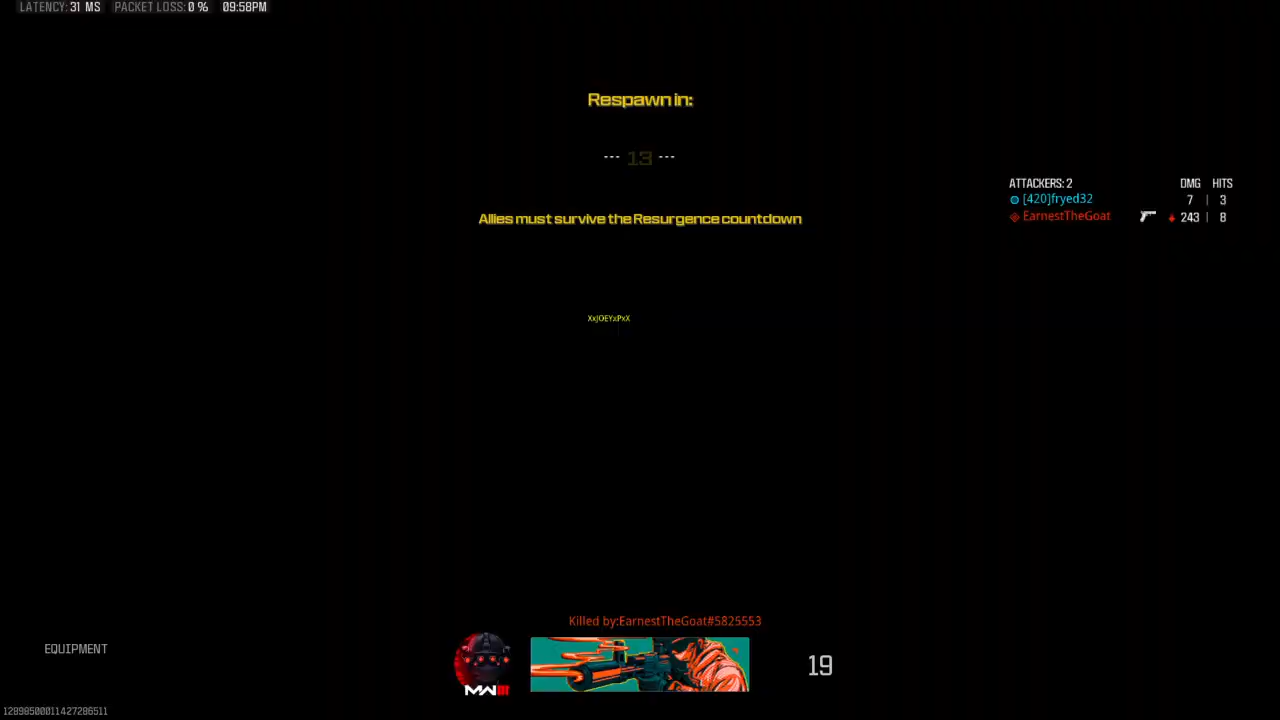 LATENCY: 31 MS PACKET LOSS: 0 % 09:58PM
Respawn in:
--- 13 ---
ATTACKERS: 2 DMG HITS
[420]fryed32 7 | 3
EarnestTheGoat 243 | 8
Allies must survive the Resurgence countdown
XxJOEYzPxX
Killed by:EarnestTheGoat#5825553
EQUIPMENT
19
MWIII
12898500011427286511